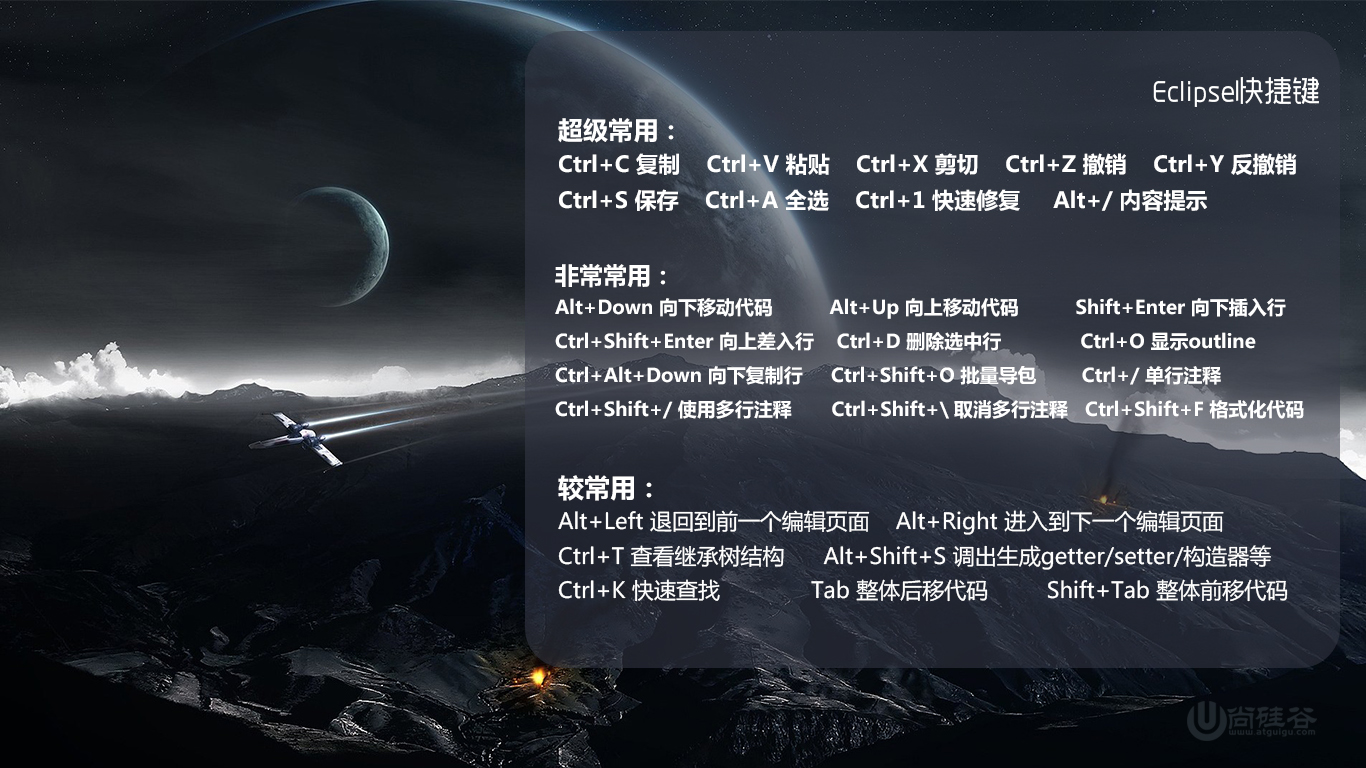 Eclipsel快捷键
超级常用：
Ctrl+C 复制 Ctrl+V 粘贴 Ctrl+X 剪切 Ctrl+Z 撤销 Ctrl+Y 反撤销
Ctrl+S 保存 Ctrl+A 全选 Ctrl+1 快速修复 Alt+/ 内容提示
非常常用：
Alt+Down 向下移动代码 Alt+Up 向上移动代码 Shift+Enter 向下插入行
Ctrl+Shift+Enter 向上差入行 Ctrl+D 删除选中行 Ctrl+O 显示outline
Ctrl+Alt+Down 向下复制行 Ctrl+Shift+O 批量导包 Ctrl+/ 单行注释
Ctrl+Shift+/ 使用多行注释 Ctrl+Shift+\ 取消多行注释 Ctrl+Shift+F 格式化代码
较常用：
Alt+Left 退回到前一个编辑页面 Alt+Right 进入到下一个编辑页面
Ctrl+T 查看继承树结构 Alt+Shift+S 调出生成getter/setter/构造器等
Ctrl+K 快速查找 Tab 整体后移代码 Shift+Tab 整体前移代码
尚硅谷
www.atguigu.com